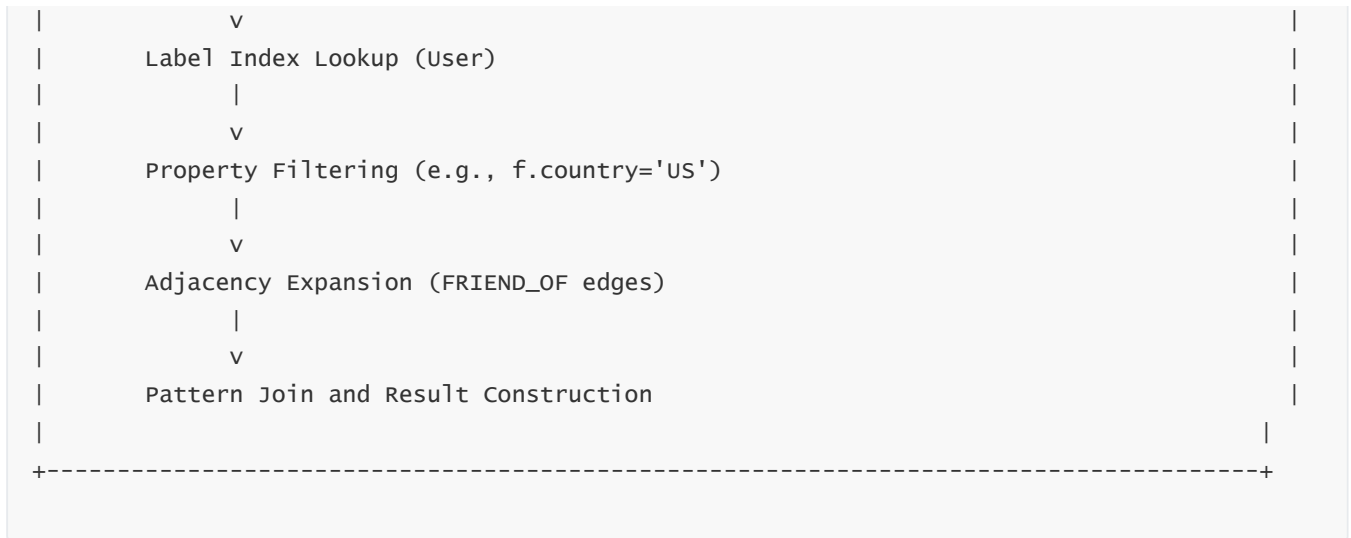 |             v                                                                          |
|       Label Index Lookup (User)                                                        |
|             |                                                                          |
|             v                                                                          |
|       Property Filtering (e.g., f.country='US')                                        |
|             |                                                                          |
|             v                                                                          |
|       Adjacency Expansion (FRIEND_OF edges)                                            |
|             |                                                                          |
|             v                                                                          |
|       Pattern Join and Result Construction                                             |
|                                                                                      |
+--------------------------------------------------------------------------------------+